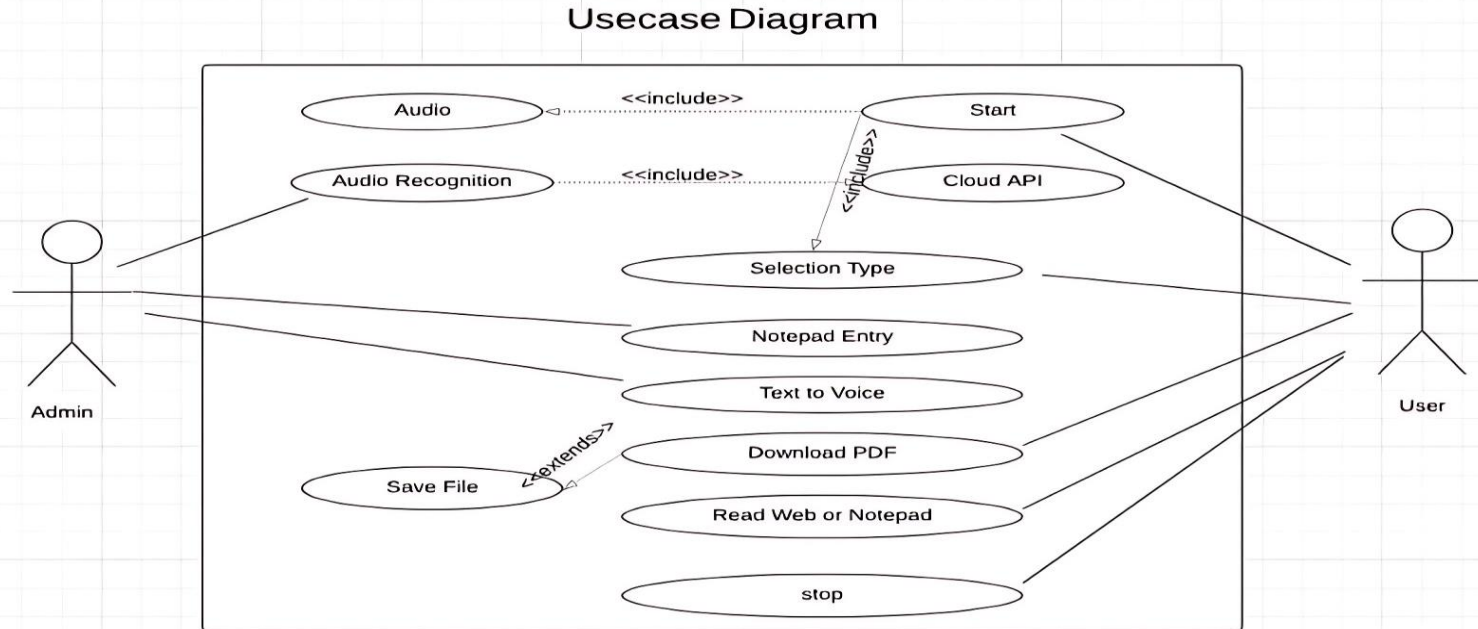 Usecase Diagram
Audio
<<include>>
Start
Audio Recognition
<<include>>
Cloud API
<<include>>
Selection Type
Notepad Entry
Text to Voice
Admin
User
<<extends>>
Download PDF
Save File
Read Web or Notepad
stop